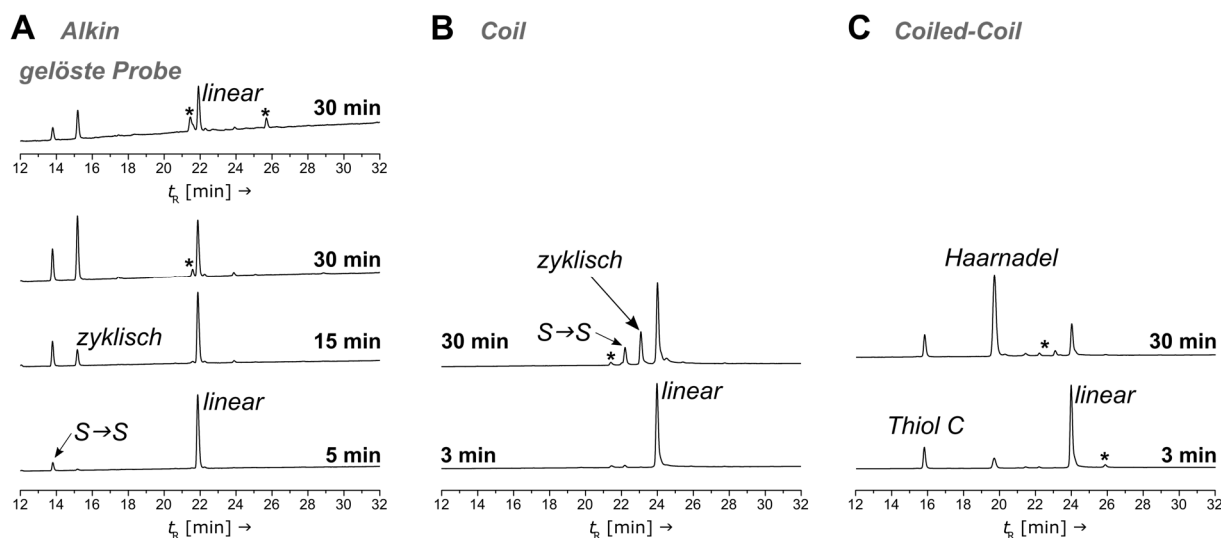 A Alkin
gelöste Probe
linear
*
*
30 min
12 14 16 18 20 22 24 26 28 30 32
tR [min] →
*
30 min
zyklisch
15 min
linear
S→S
5 min
12 14 16 18 20 22 24 26 28 30 32
tR [min] →
B Coil
zyklisch
S→S
30 min
*
3 min
linear
12 14 16 18 20 22 24 26 28 30 32
tR [min] →
C Coiled-Coil
Haarnadel
*
30 min
linear
Thiol C
*
3 min
12 14 16 18 20 22 24 26 28 30 32
tR [min] →